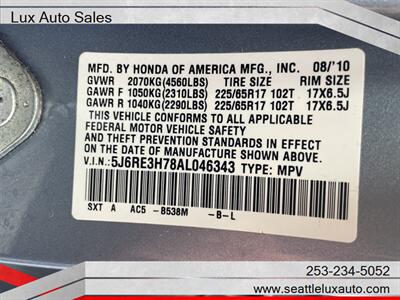 Lux Auto Sales
MFD. BY HONDA OF AMERICA MFG., INC. 08/'10
GVWR 2070KG(4560LBS) TIRE SIZE RIM SIZE
GAWR F 1050KG(2310LBS) 225/65R17 102T 17X6.5J
GAWR R 1040KG(2290LBS) 225/65R17 102T 17X6.5J
THIS VEHICLE CONFORMS TO ALL APPLICABLE
FEDERAL MOTOR VEHICLE SAFETY
AND THEFT PREVENTION STANDARDS IN EFFECT
ON THE DATE OF MANUFACTURE SHOWN ABOVE.
V.I.N.: 5J6RE3H78AL046343 TYPE: MPV
SXT A AC5 -B538M -B-L
253-234-5052
www.seattleluxauto.com